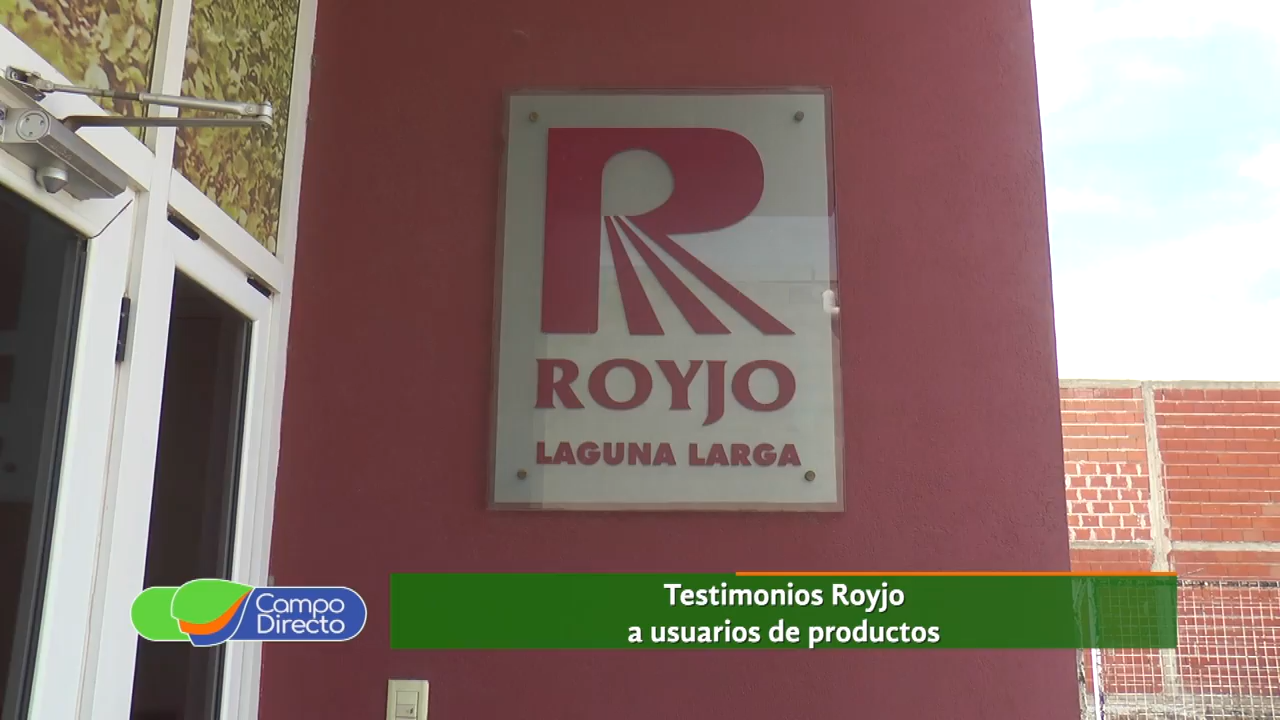 ROYJO
LAGUNA LARGA
Campo
Directo
Testimonios Royjo
a usuarios de productos